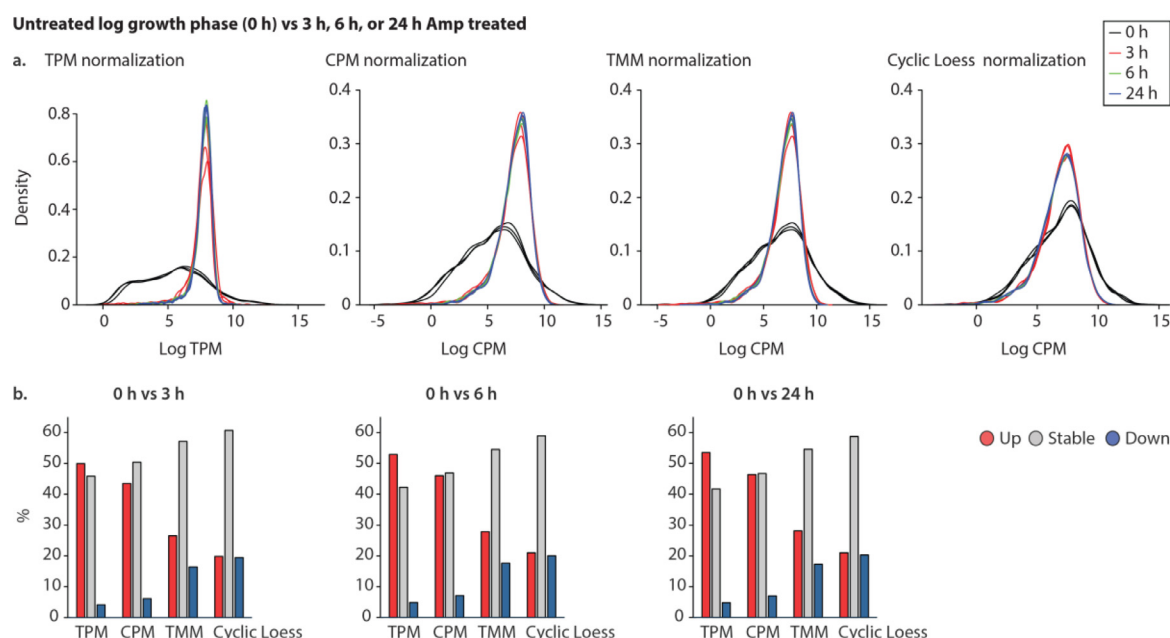 Untreated log growth phase (0 h) vs 3 h, 6 h, or 24 h Amp treated
a. TPM normalization CPM normalization TMM normalization Cyclic Loess normalization
0 h
3 h
6 h
24 h
Density
0.8
0.6
0.4
0.2
0
0 5 10 15
Log TPM
0.4
0.3
0.2
0.1
0
-5 0 5 10 15
Log CPM
0.4
0.3
0.2
0.1
0
-5 0 5 10 15
Log CPM
0.4
0.3
0.2
0.1
0
0 5 10 15
Log CPM
b. 0 h vs 3 h 0 h vs 6 h 0 h vs 24 h
%
60
50
40
30
20
10
0
TPM CPM TMM Cyclic Loess
60
50
40
30
20
10
0
TPM CPM TMM Cyclic Loess
60
50
40
30
20
10
0
TPM CPM TMM Cyclic Loess
Up Stable Down